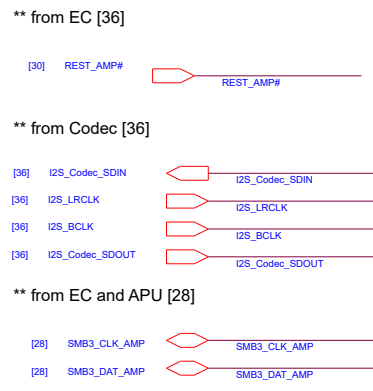 ** from EC [36]
[30] REST_AMP#
REST_AMP#
** from Codec [36]
[36] I2S_Codec_SDIN
I2S_Codec_SDIN
[36] I2S_LRCLK
I2S_LRCLK
[36] I2S_BCLK
I2S_BCLK
[36] I2S_Codec_SDOUT
I2S_Codec_SDOUT
** from EC and APU [28]
[28] SMB3_CLK_AMP
SMB3_CLK_AMP
[28] SMB3_DAT_AMP
SMB3_DAT_AMP